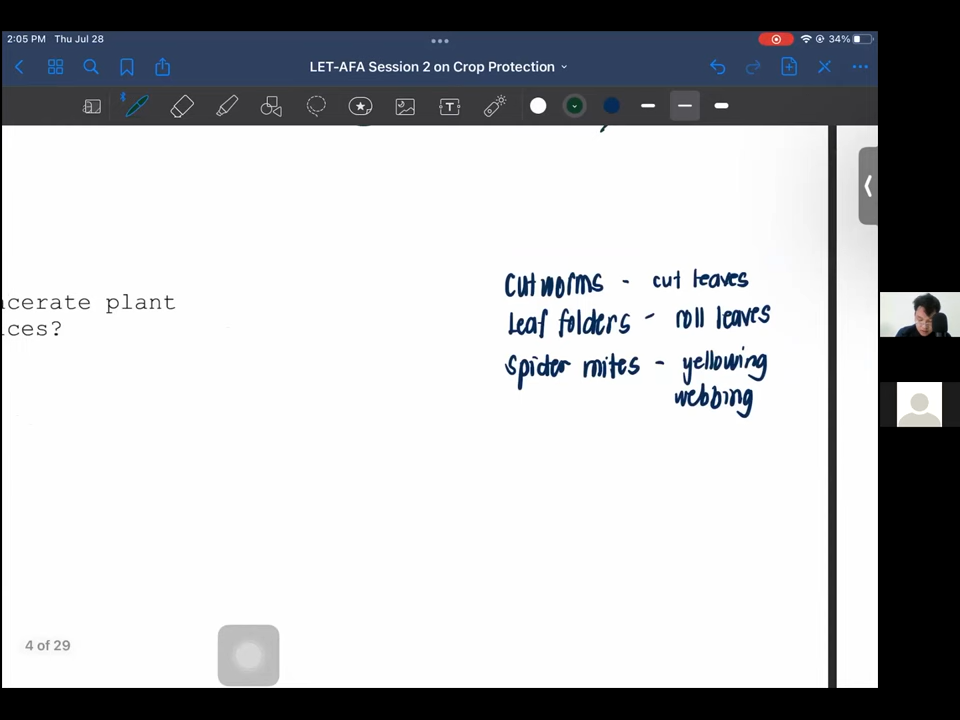 2:05 PM Thu Jul 28
34%
LET-AFA Session 2 on Crop Protection
T
cutworms - cut leaves
Leaf folders - roll leaves
spider mites - yellowing
webbing
acerate plant
ices?
4 of 29